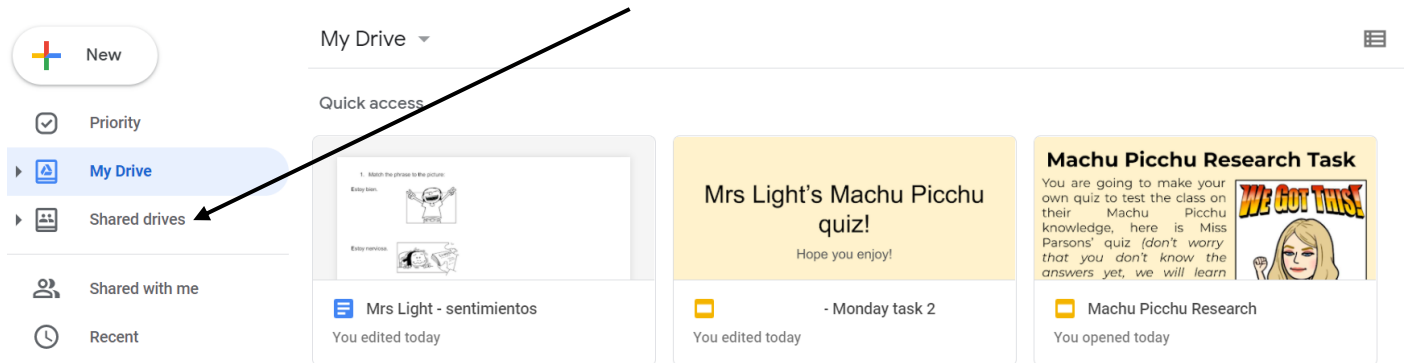 New
Priority
My Drive
Shared drives
Shared with me
Recent
My Drive
Quick access
1. Match the phrase to the picture
Estoy bien.
Estoy nervioso.
Mrs Light - sentimientos
You edited today
Mrs Light's Machu Picchu
quiz!
Hope you enjoy!
- Monday task 2
You edited today
Machu Picchu Research Task
You are going to make your
own quiz to test the class on
their Machu Picchu
knowledge, here is Miss
Parsons' quiz (don't worry
that you don't know the
answers yet, we will learn
WE GOT THIS!
Machu Picchu Research
You opened today